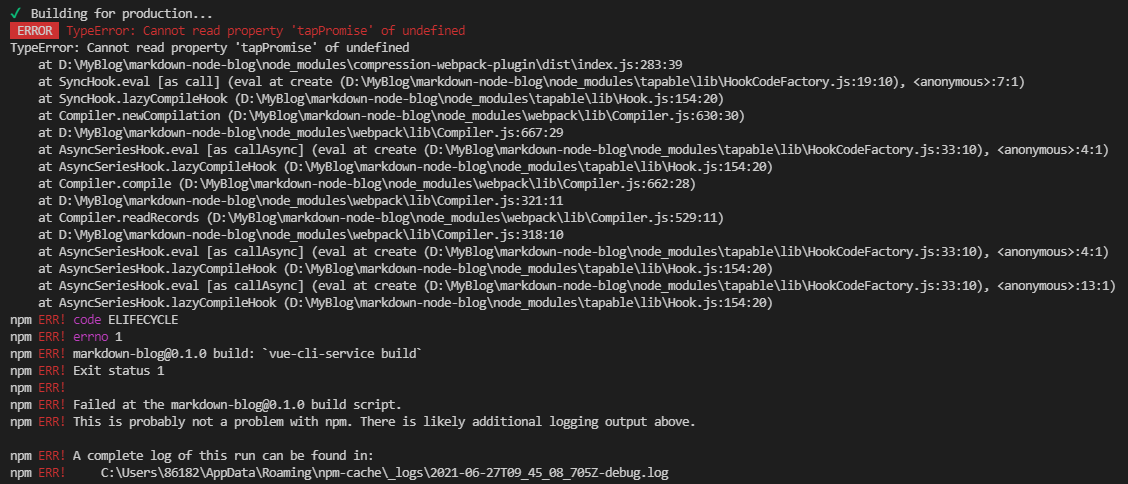 ✓ Building for production...
ERROR TypeError: Cannot read property 'tapPromise' of undefined
TypeError: Cannot read property 'tapPromise' of undefined
at D:\MyBlog\markdown-node-blog\node_modules\compression-webpack-plugin\dist\index.js:283:39
at SyncHook.eval [as call] (eval at create (D:\MyBlog\markdown-node-blog\node_modules\tapable\lib\HookCodeFactory.js:19:10), <anonymous>:7:1)
at SyncHook.lazyCompileHook (D:\MyBlog\markdown-node-blog\node_modules\tapable\lib\Hook.js:154:20)
at Compiler.newCompilation (D:\MyBlog\markdown-node-blog\node_modules\webpack\lib\Compiler.js:630:30)
at D:\MyBlog\markdown-node-blog\node_modules\webpack\lib\Compiler.js:667:29
at AsyncSeriesHook.eval [as callAsync] (eval at create (D:\MyBlog\markdown-node-blog\node_modules\tapable\lib\HookCodeFactory.js:33:10), <anonymous>:4:1)
at AsyncSeriesHook.lazyCompileHook (D:\MyBlog\markdown-node-blog\node_modules\tapable\lib\Hook.js:154:20)
at Compiler.compile (D:\MyBlog\markdown-node-blog\node_modules\webpack\lib\Compiler.js:662:28)
at D:\MyBlog\markdown-node-blog\node_modules\webpack\lib\Compiler.js:321:11
at Compiler.readRecords (D:\MyBlog\markdown-node-blog\node_modules\webpack\lib\Compiler.js:529:11)
at D:\MyBlog\markdown-node-blog\node_modules\webpack\lib\Compiler.js:318:10
at AsyncSeriesHook.eval [as callAsync] (eval at create (D:\MyBlog\markdown-node-blog\node_modules\tapable\lib\HookCodeFactory.js:33:10), <anonymous>:4:1)
at AsyncSeriesHook.lazyCompileHook (D:\MyBlog\markdown-node-blog\node_modules\tapable\lib\Hook.js:154:20)
at AsyncSeriesHook.eval [as callAsync] (eval at create (D:\MyBlog\markdown-node-blog\node_modules\tapable\lib\HookCodeFactory.js:33:10), <anonymous>:13:1)
at AsyncSeriesHook.lazyCompileHook (D:\MyBlog\markdown-node-blog\node_modules\tapable\lib\Hook.js:154:20)
npm ERR! code ELIFECYCLE
npm ERR! errno 1
npm ERR! markdown-blog@0.1.0 build: `vue-cli-service build`
npm ERR! Exit status 1
npm ERR!
npm ERR! Failed at the markdown-blog@0.1.0 build script.
npm ERR! This is probably not a problem with npm. There is likely additional logging output above.
npm ERR! A complete log of this run can be found in:
npm ERR! C:\Users\86182\AppData\Roaming\npm-cache\_logs\2021-06-27T09_45_08_705Z-debug.log